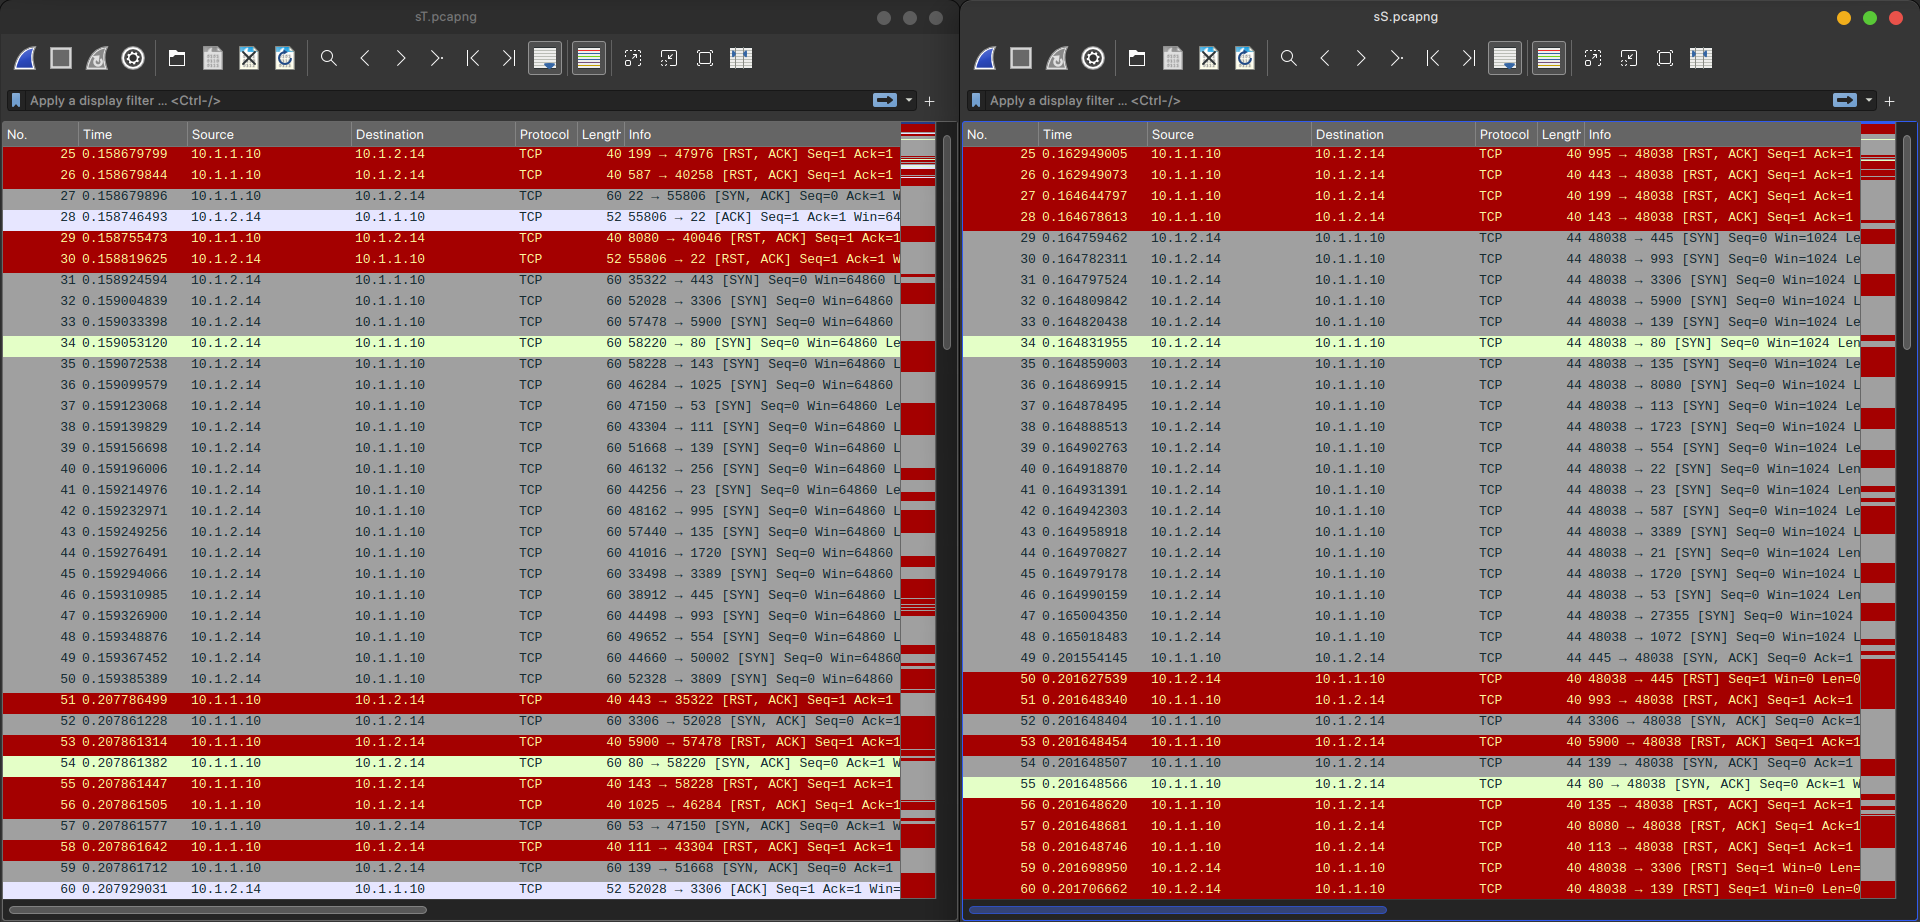 sT.pcapng
Apply a display filter ... <Ctrl-/>
No. Time Source Destination Protocol Length Info
25 0.158679799 10.1.1.10 10.1.2.14 TCP 40 199 → 47976 [RST, ACK] Seq=1 Ack=1
26 0.158679844 10.1.1.10 10.1.2.14 TCP 40 587 → 40258 [RST, ACK] Seq=1 Ack=1
27 0.158679896 10.1.1.10 10.1.2.14 TCP 60 22 → 55806 [SYN, ACK] Seq=0 Ack=1 W
28 0.158746493 10.1.2.14 10.1.1.10 TCP 52 55806 → 22 [ACK] Seq=1 Ack=1 Win=64
29 0.158755473 10.1.1.10 10.1.2.14 TCP 40 8080 → 40046 [RST, ACK] Seq=1 Ack=1
30 0.158819625 10.1.2.14 10.1.1.10 TCP 52 55806 → 22 [RST, ACK] Seq=1 Ack=1 W
31 0.158924594 10.1.2.14 10.1.1.10 TCP 60 35322 → 443 [SYN] Seq=0 Win=64860 L
32 0.159004839 10.1.2.14 10.1.1.10 TCP 60 52028 → 3306 [SYN] Seq=0 Win=64860
33 0.159033398 10.1.2.14 10.1.1.10 TCP 60 57478 → 5900 [SYN] Seq=0 Win=64860
34 0.159053120 10.1.2.14 10.1.1.10 TCP 60 58220 → 80 [SYN] Seq=0 Win=64860 Le
35 0.159072538 10.1.2.14 10.1.1.10 TCP 60 58228 → 143 [SYN] Seq=0 Win=64860 L
36 0.159099579 10.1.2.14 10.1.1.10 TCP 60 46284 → 1025 [SYN] Seq=0 Win=64860
37 0.159123068 10.1.2.14 10.1.1.10 TCP 60 47150 → 53 [SYN] Seq=0 Win=64860 Le
38 0.159139829 10.1.2.14 10.1.1.10 TCP 60 43304 → 111 [SYN] Seq=0 Win=64860 L
39 0.159156698 10.1.2.14 10.1.1.10 TCP 60 51668 → 139 [SYN] Seq=0 Win=64860 L
40 0.159196006 10.1.2.14 10.1.1.10 TCP 60 46132 → 256 [SYN] Seq=0 Win=64860 L
41 0.159214976 10.1.2.14 10.1.1.10 TCP 60 44256 → 23 [SYN] Seq=0 Win=64860 Le
42 0.159232971 10.1.2.14 10.1.1.10 TCP 60 48162 → 995 [SYN] Seq=0 Win=64860 L
43 0.159249256 10.1.2.14 10.1.1.10 TCP 60 57440 → 135 [SYN] Seq=0 Win=64860 L
44 0.159276491 10.1.2.14 10.1.1.10 TCP 60 41016 → 1720 [SYN] Seq=0 Win=64860
45 0.159294066 10.1.2.14 10.1.1.10 TCP 60 33498 → 3389 [SYN] Seq=0 Win=64860
46 0.159310985 10.1.2.14 10.1.1.10 TCP 60 38912 → 445 [SYN] Seq=0 Win=64860 L
47 0.159326900 10.1.2.14 10.1.1.10 TCP 60 44498 → 993 [SYN] Seq=0 Win=64860 L
48 0.159348876 10.1.2.14 10.1.1.10 TCP 60 49652 → 554 [SYN] Seq=0 Win=64860 L
49 0.159367452 10.1.2.14 10.1.1.10 TCP 60 44660 → 50002 [SYN] Seq=0 Win=64860
50 0.159385389 10.1.2.14 10.1.1.10 TCP 60 52328 → 3809 [SYN] Seq=0 Win=64860
51 0.207786499 10.1.1.10 10.1.2.14 TCP 40 443 → 35322 [RST, ACK] Seq=1 Ack=1
52 0.207861228 10.1.1.10 10.1.2.14 TCP 60 3306 → 52028 [SYN, ACK] Seq=0 Ack=1
53 0.207861314 10.1.1.10 10.1.2.14 TCP 40 5900 → 57478 [RST, ACK] Seq=1 Ack=1
54 0.207861382 10.1.1.10 10.1.2.14 TCP 60 80 → 58220 [SYN, ACK] Seq=0 Ack=1 W
55 0.207861447 10.1.1.10 10.1.2.14 TCP 40 143 → 58228 [RST, ACK] Seq=1 Ack=1
56 0.207861505 10.1.1.10 10.1.2.14 TCP 40 1025 → 46284 [RST, ACK] Seq=1 Ack=1
57 0.207861577 10.1.1.10 10.1.2.14 TCP 60 53 → 47150 [SYN, ACK] Seq=0 Ack=1 W
58 0.207861642 10.1.1.10 10.1.2.14 TCP 40 111 → 43304 [RST, ACK] Seq=1 Ack=1
59 0.207861712 10.1.1.10 10.1.2.14 TCP 60 139 → 51668 [SYN, ACK] Seq=0 Ack=1
60 0.207929031 10.1.2.14 10.1.1.10 TCP 52 52028 → 3306 [ACK] Seq=1 Ack=1 Win=
sS.pcapng
Apply a display filter ... <Ctrl-/>
No. Time Source Destination Protocol Length Info
25 0.162949005 10.1.1.10 10.1.2.14 TCP 40 995 → 48038 [RST, ACK] Seq=1 Ack=1
26 0.162949073 10.1.1.10 10.1.2.14 TCP 40 443 → 48038 [RST, ACK] Seq=1 Ack=1
27 0.164644797 10.1.1.10 10.1.2.14 TCP 40 199 → 48038 [RST, ACK] Seq=1 Ack=1
28 0.164678613 10.1.1.10 10.1.2.14 TCP 40 143 → 48038 [RST, ACK] Seq=1 Ack=1
29 0.164759462 10.1.2.14 10.1.1.10 TCP 44 48038 → 445 [SYN] Seq=0 Win=1024 Le
30 0.164782311 10.1.2.14 10.1.1.10 TCP 44 48038 → 993 [SYN] Seq=0 Win=1024 Le
31 0.164797524 10.1.2.14 10.1.1.10 TCP 44 48038 → 3306 [SYN] Seq=0 Win=1024 L
32 0.164809842 10.1.2.14 10.1.1.10 TCP 44 48038 → 5900 [SYN] Seq=0 Win=1024 L
33 0.164820438 10.1.2.14 10.1.1.10 TCP 44 48038 → 139 [SYN] Seq=0 Win=1024 Le
34 0.164831955 10.1.2.14 10.1.1.10 TCP 44 48038 → 80 [SYN] Seq=0 Win=1024 Len
35 0.164859003 10.1.2.14 10.1.1.10 TCP 44 48038 → 135 [SYN] Seq=0 Win=1024 Le
36 0.164869915 10.1.2.14 10.1.1.10 TCP 44 48038 → 8080 [SYN] Seq=0 Win=1024 L
37 0.164878495 10.1.2.14 10.1.1.10 TCP 44 48038 → 113 [SYN] Seq=0 Win=1024 Le
38 0.164888513 10.1.2.14 10.1.1.10 TCP 44 48038 → 1723 [SYN] Seq=0 Win=1024 L
39 0.164902763 10.1.2.14 10.1.1.10 TCP 44 48038 → 554 [SYN] Seq=0 Win=1024 Le
40 0.164918870 10.1.2.14 10.1.1.10 TCP 44 48038 → 22 [SYN] Seq=0 Win=1024 Len
41 0.164931391 10.1.2.14 10.1.1.10 TCP 44 48038 → 23 [SYN] Seq=0 Win=1024 Len
42 0.164942303 10.1.2.14 10.1.1.10 TCP 44 48038 → 587 [SYN] Seq=0 Win=1024 Le
43 0.164958918 10.1.2.14 10.1.1.10 TCP 44 48038 → 3389 [SYN] Seq=0 Win=1024 L
44 0.164970827 10.1.2.14 10.1.1.10 TCP 44 48038 → 21 [SYN] Seq=0 Win=1024 Len
45 0.164979178 10.1.2.14 10.1.1.10 TCP 44 48038 → 1720 [SYN] Seq=0 Win=1024 L
46 0.164990159 10.1.2.14 10.1.1.10 TCP 44 48038 → 53 [SYN] Seq=0 Win=1024 Len
47 0.165004350 10.1.2.14 10.1.1.10 TCP 44 48038 → 27355 [SYN] Seq=0 Win=1024
48 0.165018483 10.1.2.14 10.1.1.10 TCP 44 48038 → 1072 [SYN] Seq=0 Win=1024 L
49 0.201554145 10.1.1.10 10.1.2.14 TCP 44 445 → 48038 [SYN, ACK] Seq=0 Ack=1
50 0.201627539 10.1.2.14 10.1.1.10 TCP 40 48038 → 445 [RST] Seq=1 Win=0 Len=0
51 0.201648340 10.1.1.10 10.1.2.14 TCP 40 993 → 48038 [RST, ACK] Seq=1 Ack=1
52 0.201648404 10.1.1.10 10.1.2.14 TCP 44 3306 → 48038 [SYN, ACK] Seq=0 Ack=1
53 0.201648454 10.1.1.10 10.1.2.14 TCP 40 5900 → 48038 [RST, ACK] Seq=1 Ack=1
54 0.201648507 10.1.1.10 10.1.2.14 TCP 44 139 → 48038 [SYN, ACK] Seq=0 Ack=1
55 0.201648566 10.1.1.10 10.1.2.14 TCP 44 80 → 48038 [SYN, ACK] Seq=0 Ack=1 W
56 0.201648620 10.1.1.10 10.1.2.14 TCP 40 135 → 48038 [RST, ACK] Seq=1 Ack=1
57 0.201648681 10.1.1.10 10.1.2.14 TCP 40 8080 → 48038 [RST, ACK] Seq=1 Ack=1
58 0.201648746 10.1.1.10 10.1.2.14 TCP 40 113 → 48038 [RST, ACK] Seq=1 Ack=1
59 0.201698950 10.1.2.14 10.1.1.10 TCP 40 48038 → 3306 [RST] Seq=1 Win=0 Len=
60 0.201706662 10.1.2.14 10.1.1.10 TCP 40 48038 → 139 [RST] Seq=1 Win=0 Len=0